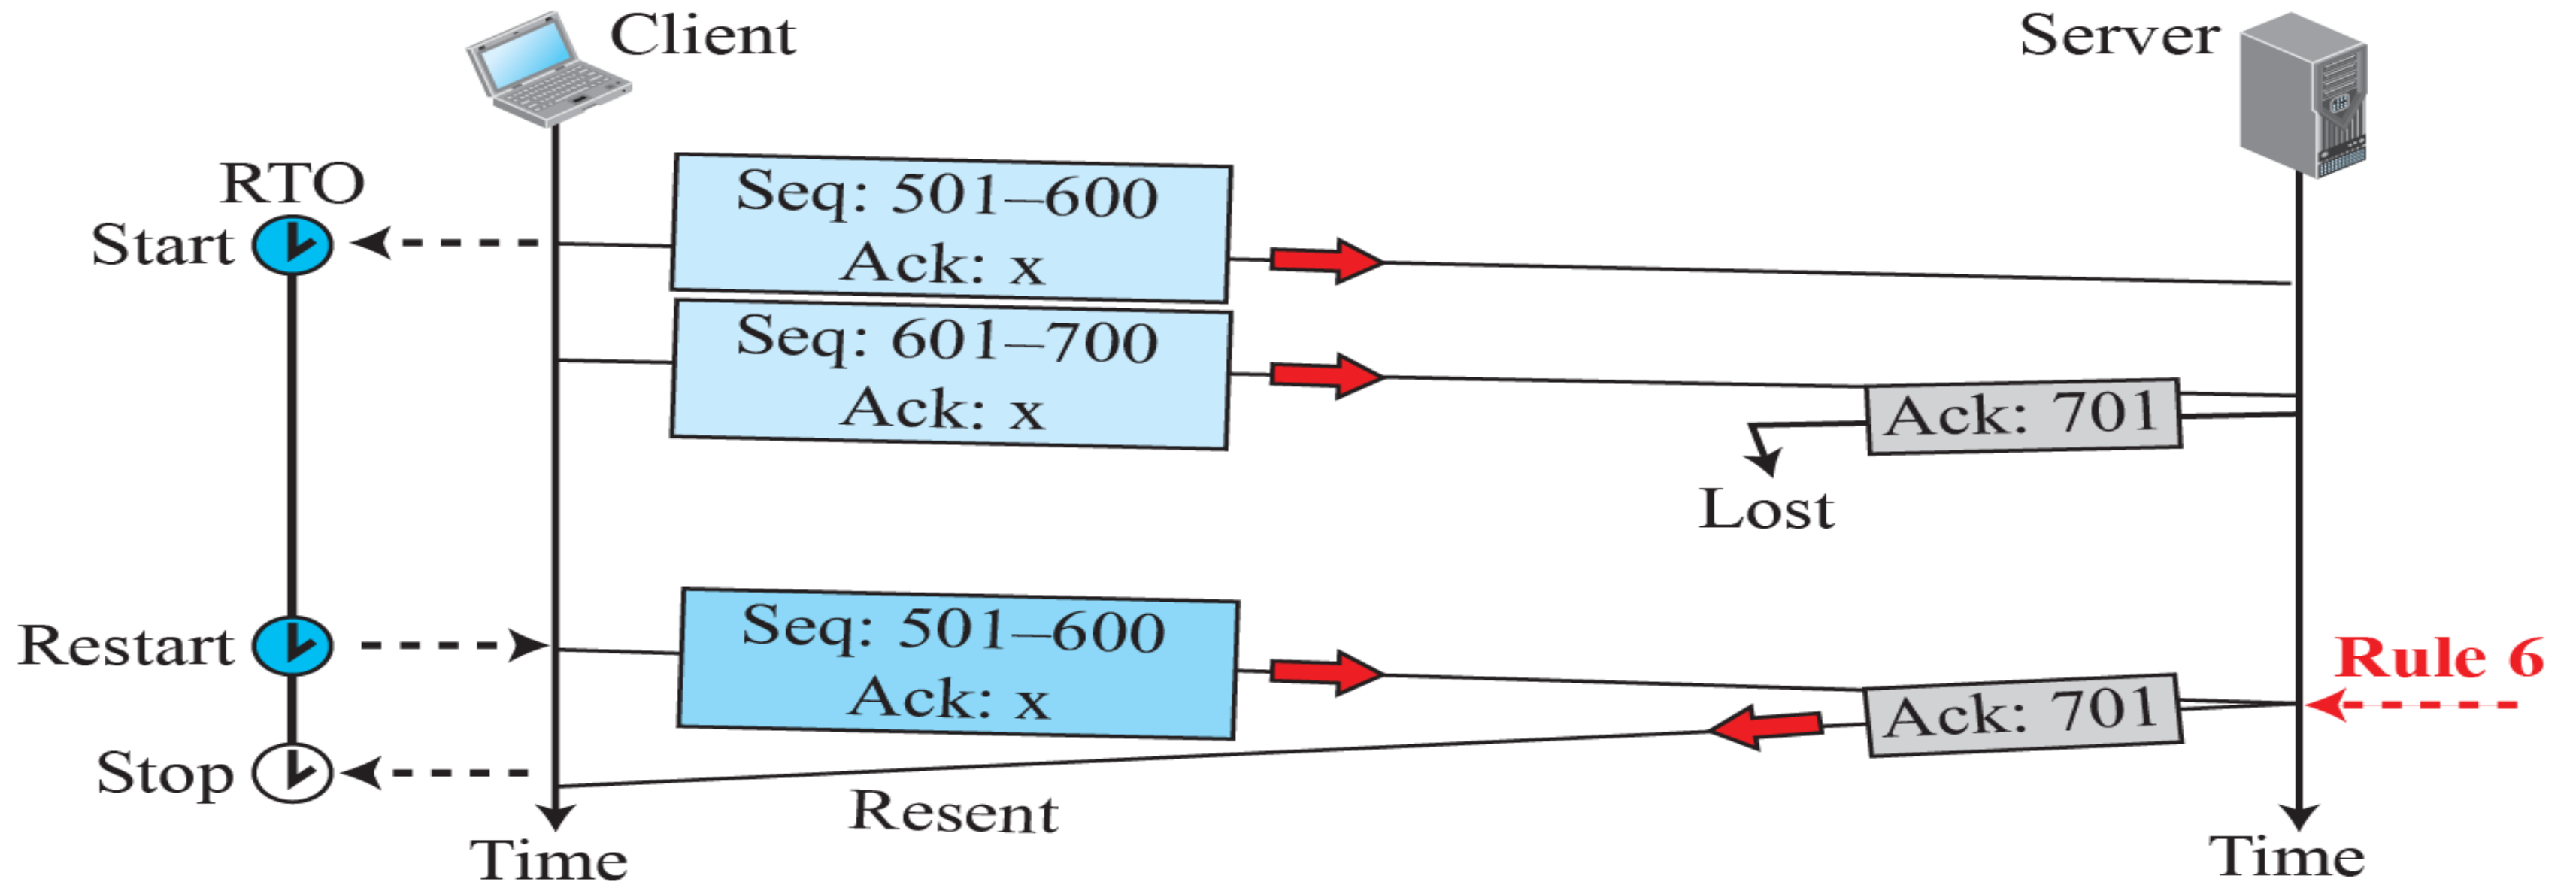 Client
Server
RTO
Start
Seq: 501–600
Ack: x
Seq: 601–700
Ack: x
Ack: 701
Lost
Restart
Seq: 501–600
Ack: x
Rule 6
Ack: 701
Stop
Resent
Time
Time